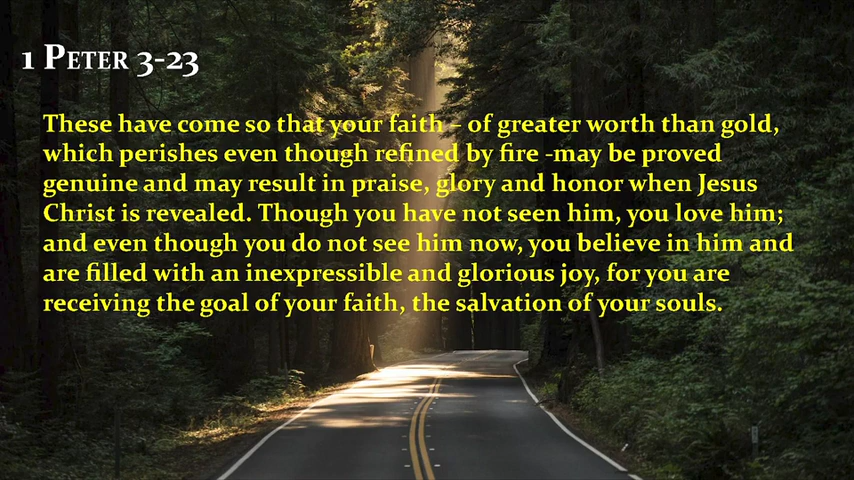 1 Peter 3-23
These have come so that your faith – of greater worth than gold,
which perishes even though refined by fire -may be proved
genuine and may result in praise, glory and honor when Jesus
Christ is revealed. Though you have not seen him, you love him;
and even though you do not see him now, you believe in him and
are filled with an inexpressible and glorious joy, for you are
receiving the goal of your faith, the salvation of your souls.